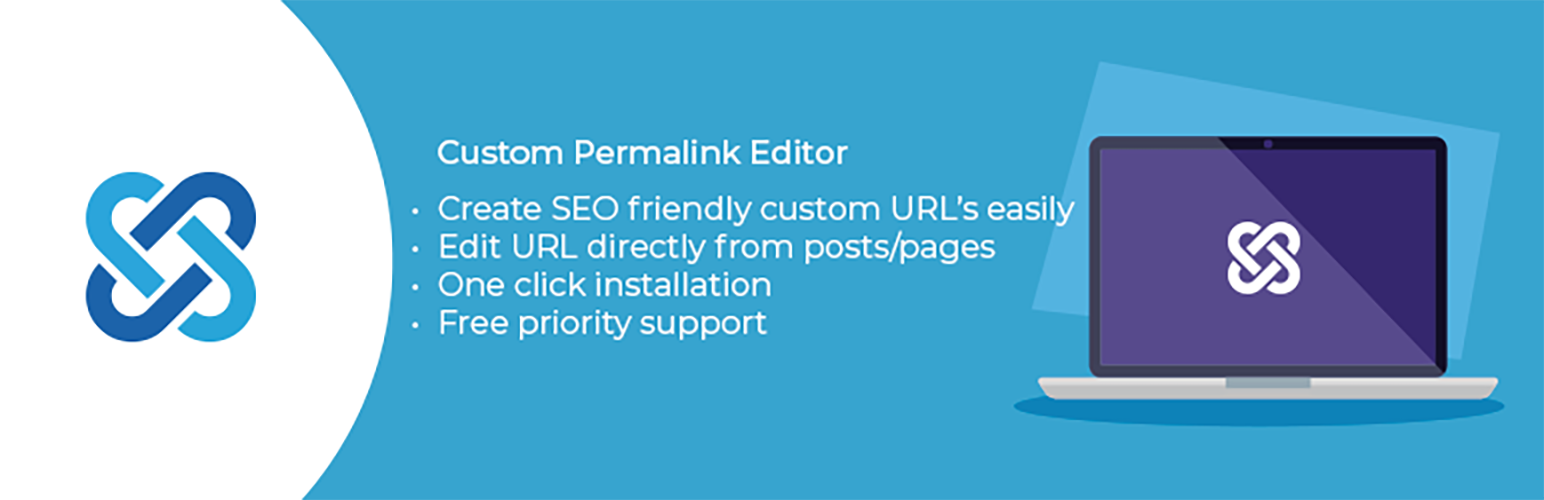 Custom Permalink Editor
• Create SEO friendly custom URL's easily
• Edit URL directly from posts/pages
• One click installation
• Free priority support